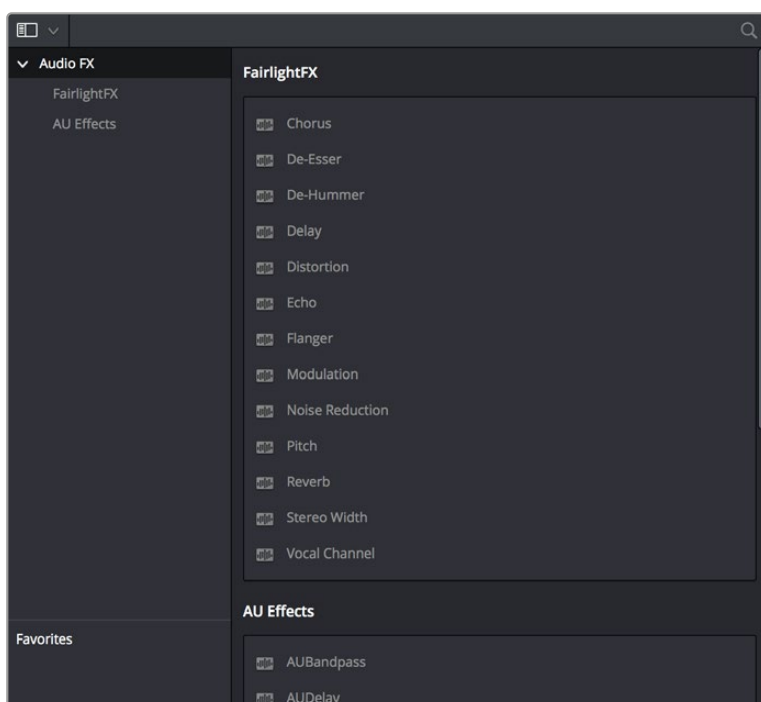 Audio FX
FairlightFX
AU Effects
Favorites
FairlightFX
Chorus
De-Esser
De-Hummer
Delay
Distortion
Echo
Flanger
Modulation
Noise Reduction
Pitch
Reverb
Stereo Width
Vocal Channel
AU Effects
AUBandpass
AUDelay